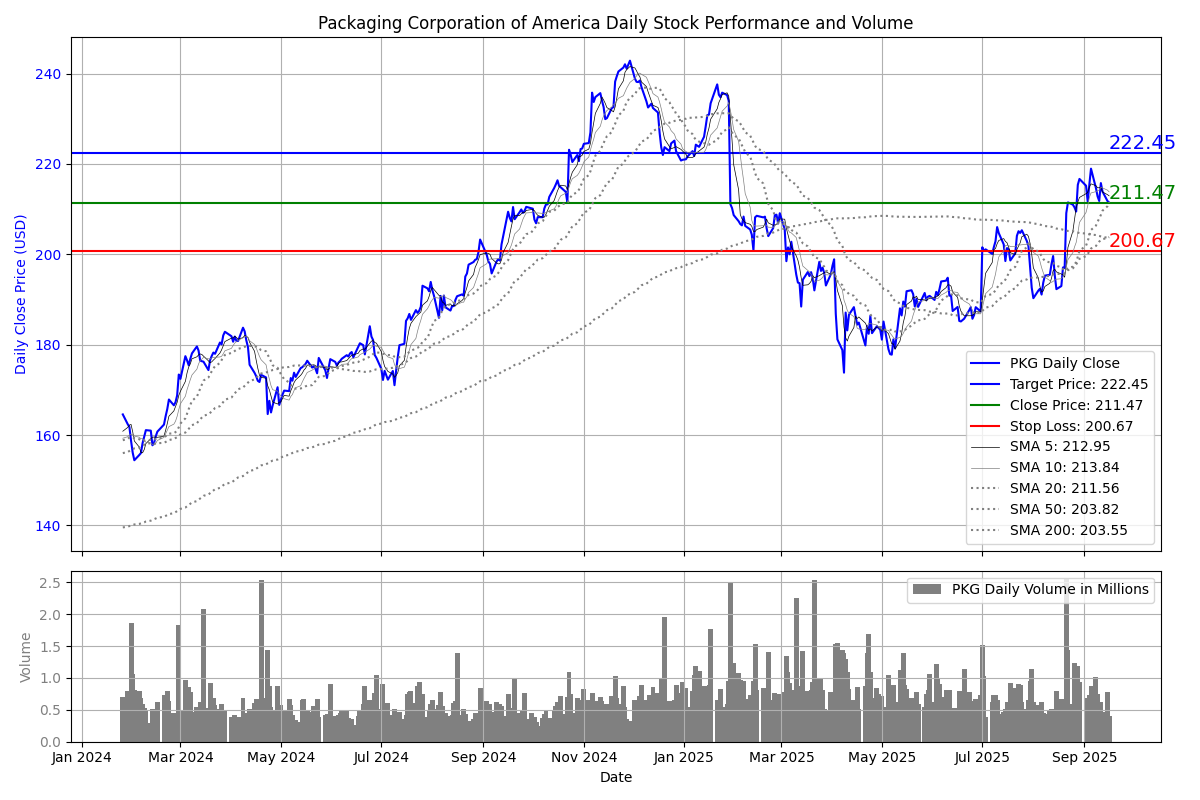 Packaging Corporation of America Daily Stock Performance and Volume
Daily Close Price (USD)
240
220
200
180
160
140
222.45
211.47
200.67
PKG Daily Close
Target Price: 222.45
Close Price: 211.47
Stop Loss: 200.67
SMA 5: 212.95
SMA 10: 213.84
SMA 20: 211.56
SMA 50: 203.82
SMA 200: 203.55
Volume
2.5
2.0
1.5
1.0
0.5
0.0
PKG Daily Volume in Millions
Jan 2024 Mar 2024 May 2024 Jul 2024 Sep 2024 Nov 2024 Jan 2025 Mar 2025 May 2025 Jul 2025 Sep 2025
Date